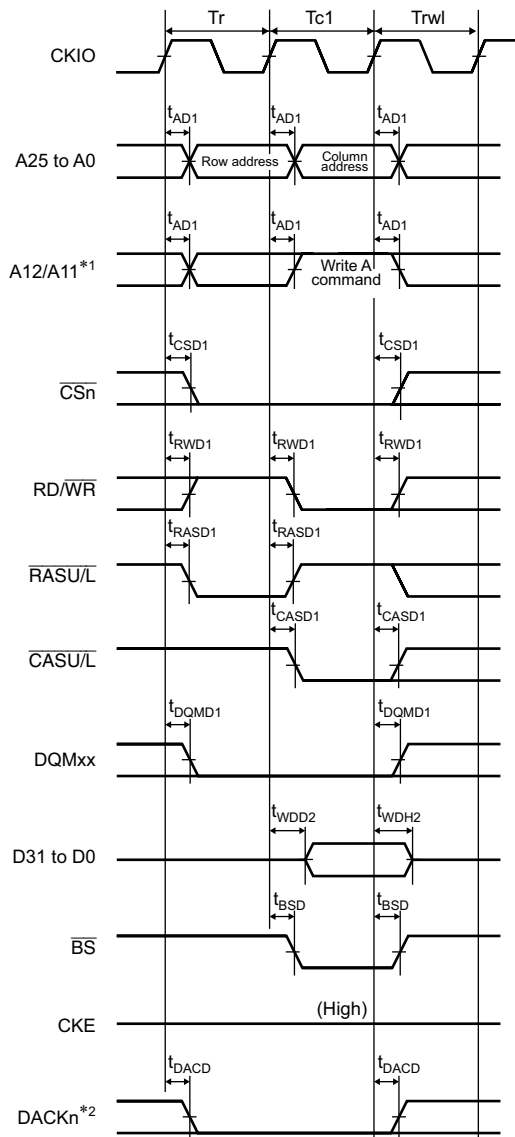 Tr Tc1 Trwl
CKIO
tAD1 tAD1 tAD1
A25 to A0 Row address Column address
tAD1 tAD1 tAD1
A12/A11*1 Write A command
tCSD1 tCSD1
CSn
tRWD1 tRWD1 tRWD1
RD/WR
tRASD1 tRASD1
RASU/L
tCASD1 tCASD1
CASU/L
tDQMD1 tDQMD1
DQMxx
tWDD2 tWDH2
D31 to D0
tBSD tBSD
BS
(High)
CKE
tDACD tDACD
DACKn*2